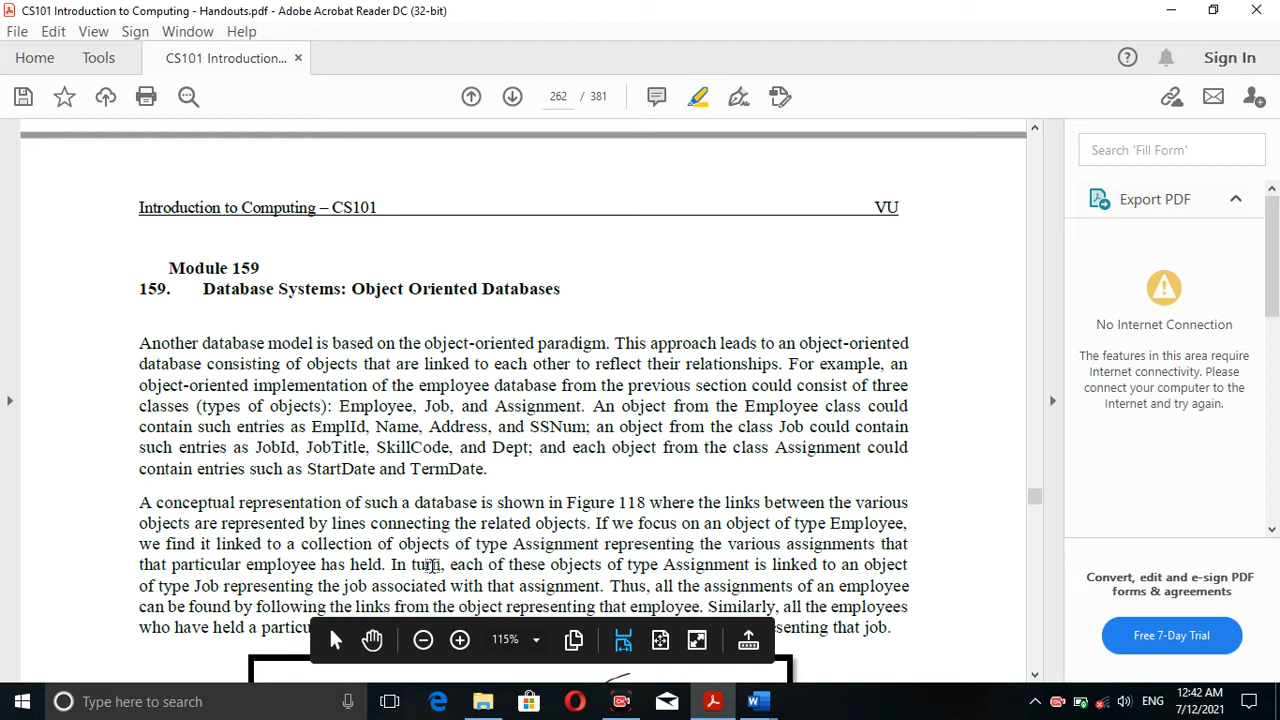 CS101 Introduction to Computing - Handouts.pdf - Adobe Acrobat Reader DC (32-bit)
File Edit View Sign Window Help
Home Tools CS101 Introduction... ×
Sign In
262 / 381
Introduction to Computing – CS101 VU
Module 159
159. Database Systems: Object Oriented Databases
Another database model is based on the object-oriented paradigm. This approach leads to an object-oriented
database consisting of objects that are linked to each other to reflect their relationships. For example, an
object-oriented implementation of the employee database from the previous section could consist of three
classes (types of objects): Employee, Job, and Assignment. An object from the Employee class could
contain such entries as EmplId, Name, Address, and SSNum; an object from the class Job could contain
such entries as JobId, JobTitle, SkillCode, and Dept; and each object from the class Assignment could
contain entries such as StartDate and TermDate.
A conceptual representation of such a database is shown in Figure 118 where the links between the various
objects are represented by lines connecting the related objects. If we focus on an object of type Employee,
we find it linked to a collection of objects of type Assignment representing the various assignments that
that particular employee has held. In turn, each of these objects of type Assignment is linked to an object
of type Job representing the job associated with that assignment. Thus, all the assignments of an employee
can be found by following the links from the object representing that employee. Similarly, all the employees
who have held a particu senting that job.
115%
Search 'Fill Form'
Export PDF
No Internet Connection
The features in this area require
Internet connectivity. Please
connect your computer to the
Internet and try again.
Convert, edit and e-sign PDF
forms & agreements
Free 7-Day Trial
Type here to search
ENG
12:42 AM
7/12/2021